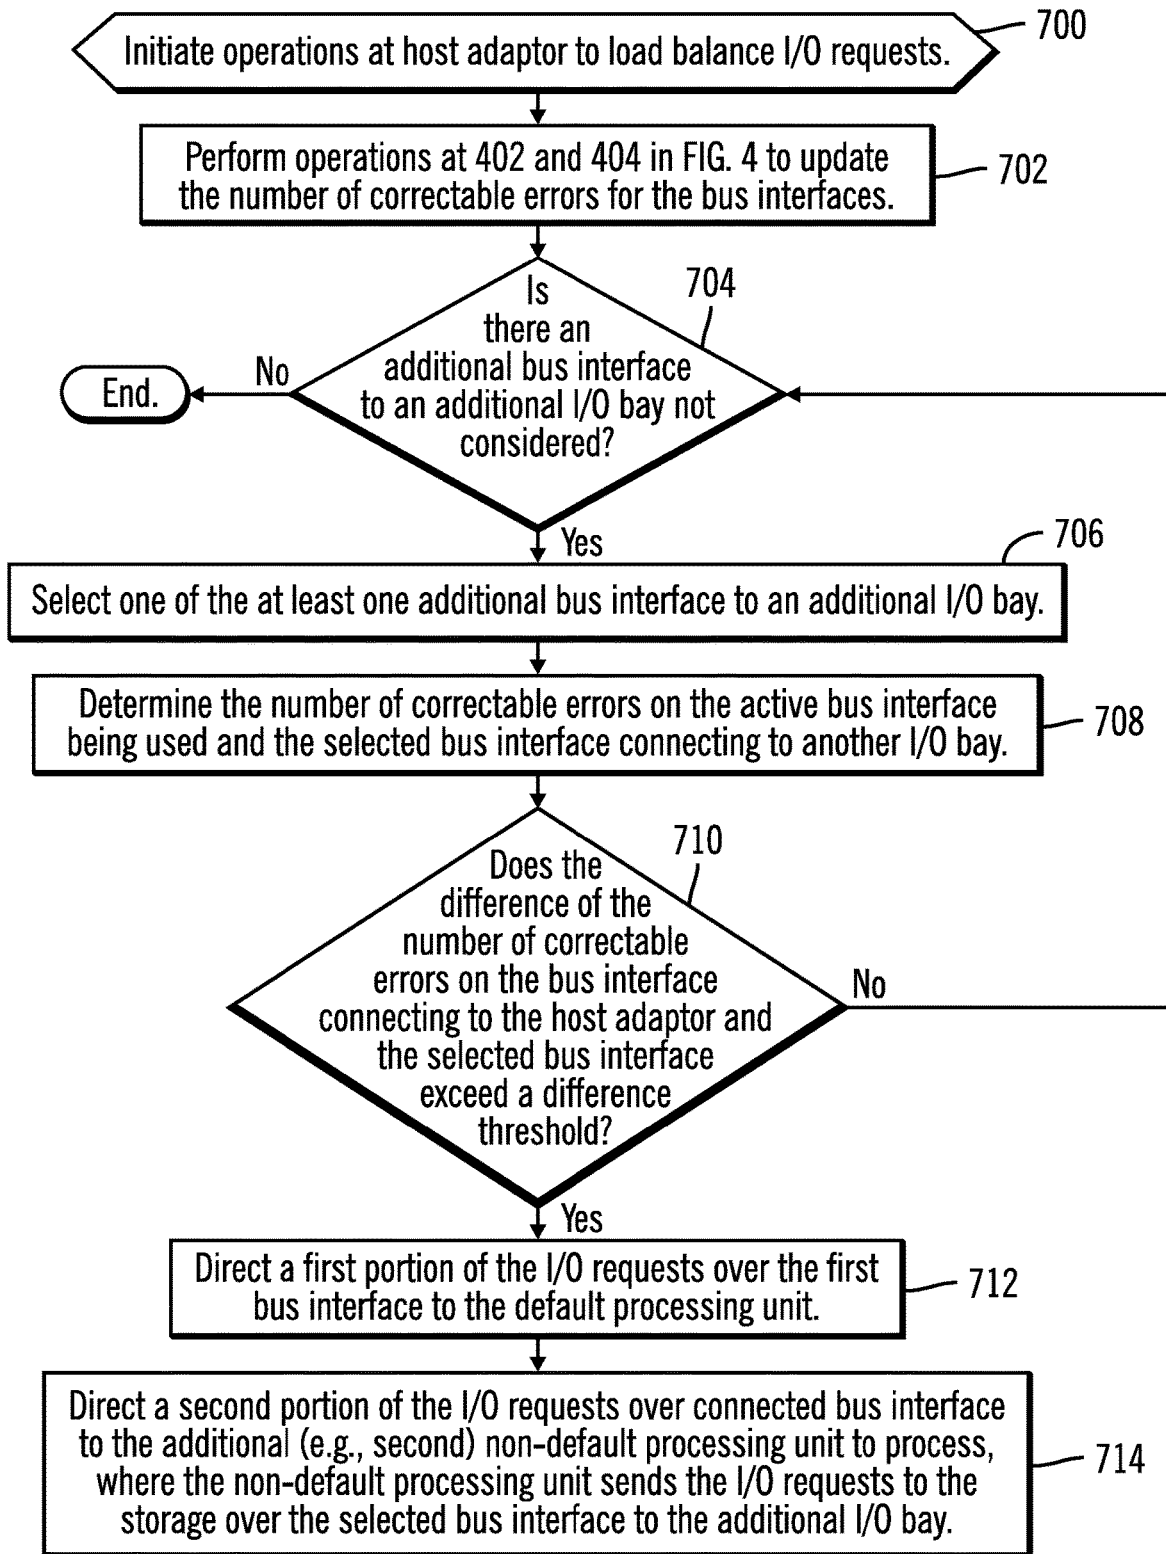 Initiate operations at host adaptor to load balance I/O requests.
700
Perform operations at 402 and 404 in FIG. 4 to update
the number of correctable errors for the bus interfaces.
702
Is
there an
additional bus interface
to an additional I/O bay not
considered?
704
No
End.
Yes
706
Select one of the at least one additional bus interface to an additional I/O bay.
Determine the number of correctable errors on the active bus interface
being used and the selected bus interface connecting to another I/O bay.
708
710
Does the
difference of the
number of correctable
errors on the bus interface
connecting to the host adaptor and
the selected bus interface
exceed a difference
threshold?
No
Yes
Direct a first portion of the I/O requests over the first
bus interface to the default processing unit.
712
Direct a second portion of the I/O requests over connected bus interface
to the additional (e.g., second) non-default processing unit to process,
where the non-default processing unit sends the I/O requests to the
storage over the selected bus interface to the additional I/O bay.
714